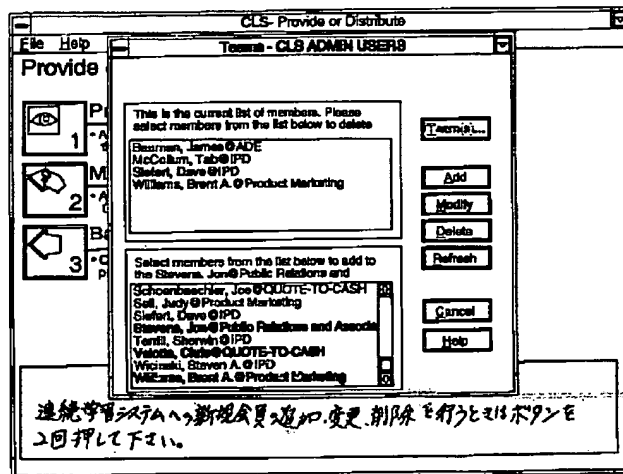 CLS- Provide or Distribute
File Help
Teams - CLS ADMIN USERS
Provide
This is the current list of members. Please
select members from the list below to delete
Bauman, James@ADE
McCollum, Tab@IPD
Siefert, Dave@IPD
Williams, Brent A.@Product Marketing
Team(s)...
Add
Modify
Delete
Refresh
Cancel
Help
1
2
3
Select members from the list below to add to
the Stevens, Jon@Public Relations and
Schoenbaechler, Joe@QUOTE-TO-CASH
Sell, Judy@Product Marketing
Siefert, Dave@IPD
Stevens, Jon@Public Relations and Associa
Terrill, Sherwin@IPD
Velotta, Chris@QUOTE-TO-CASH
Wicinski, Steven A.@IPD
Williams, Brent A.@Product Marketing
連続学習システムへの新規会員の追加、変更、削除を行うときはボタンを
2回押して下さい。